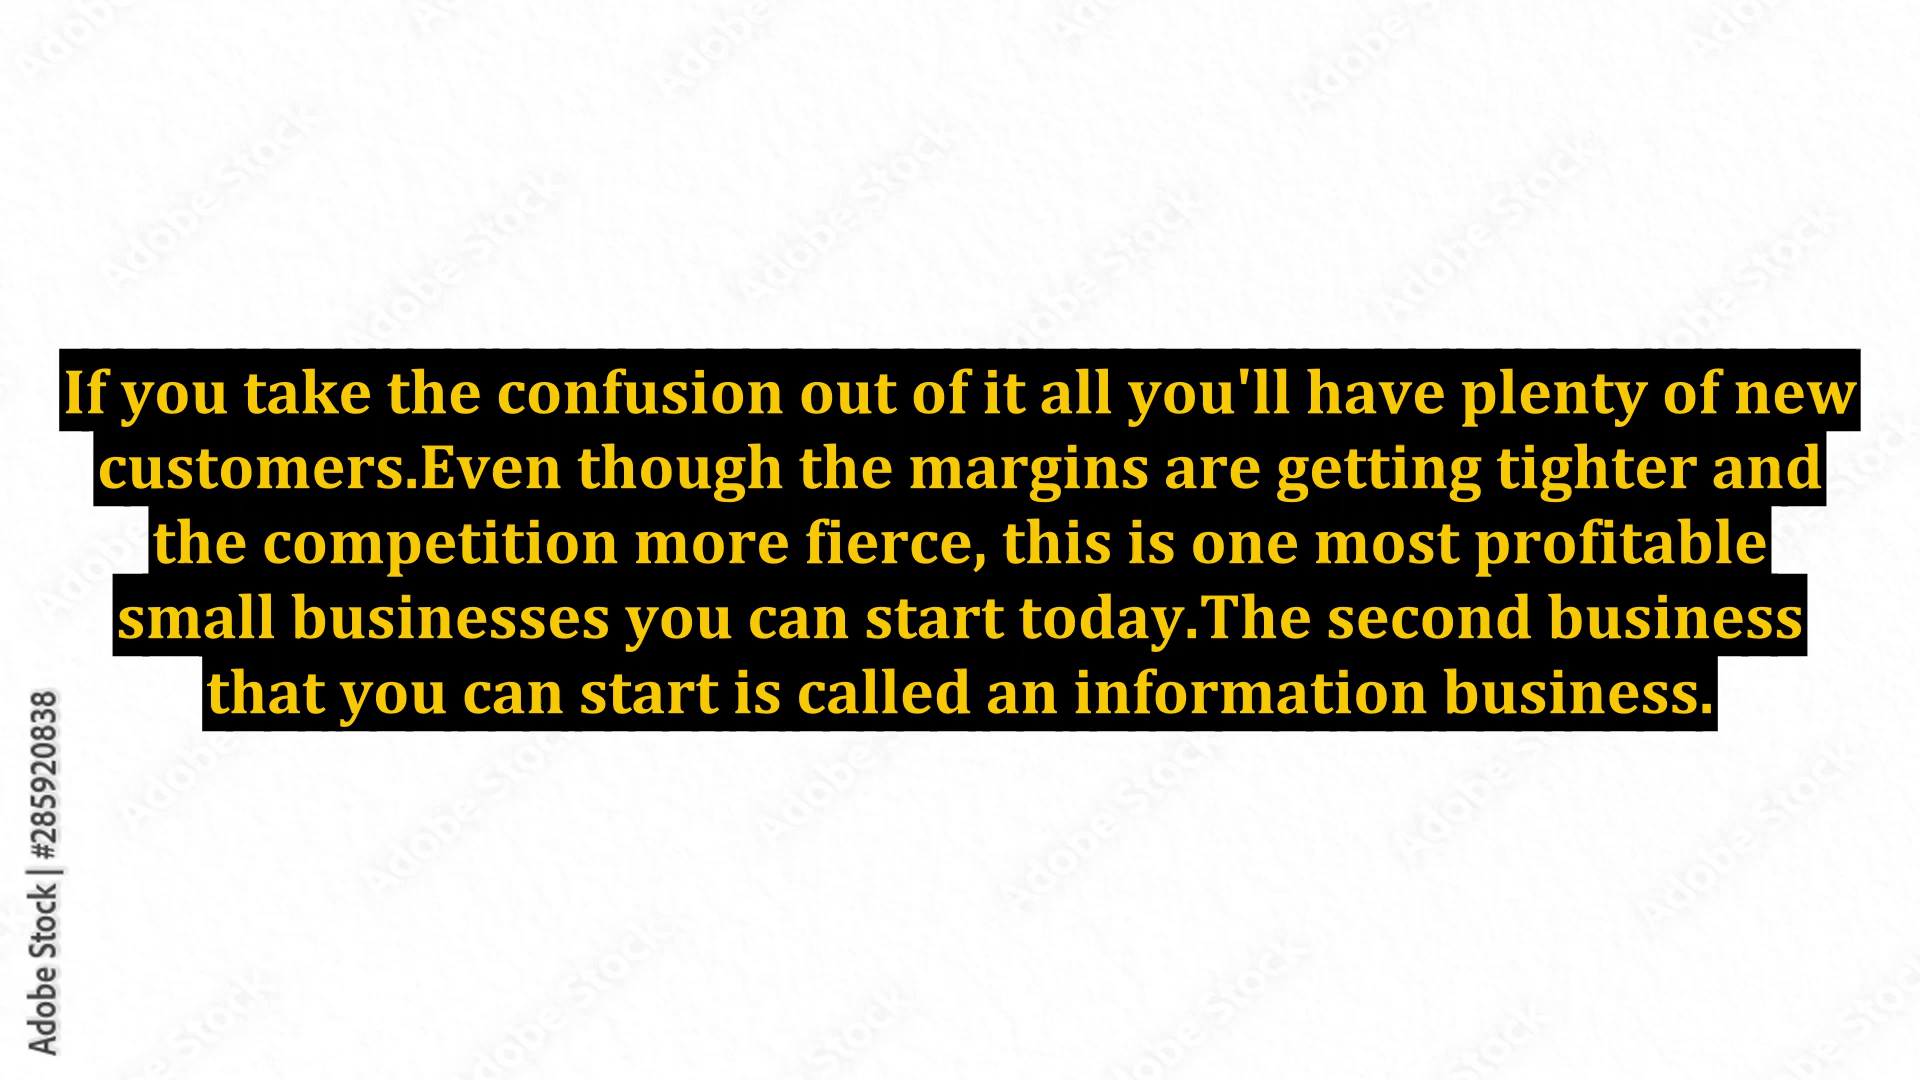 If you take the confusion out of it all you'll have plenty of new
customers.Even though the margins are getting tighter and
the competition more fierce, this is one most profitable
small businesses you can start today.The second business
that you can start is called an information business.
Adobe Stock | #285920838